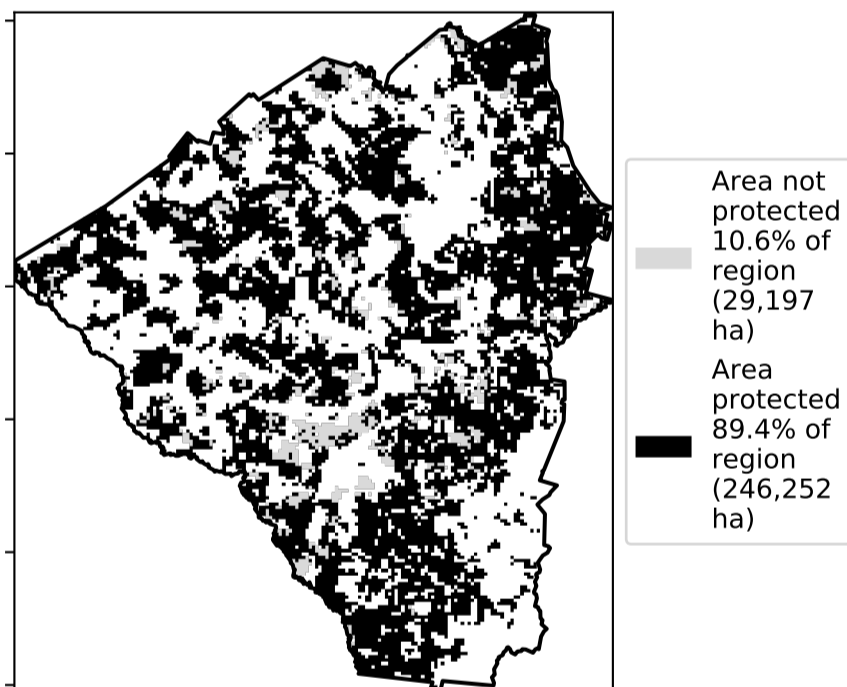 Area not
protected
10.6% of
region
(29,197
ha)
Area
protected
89.4% of
region
(246,252
ha)